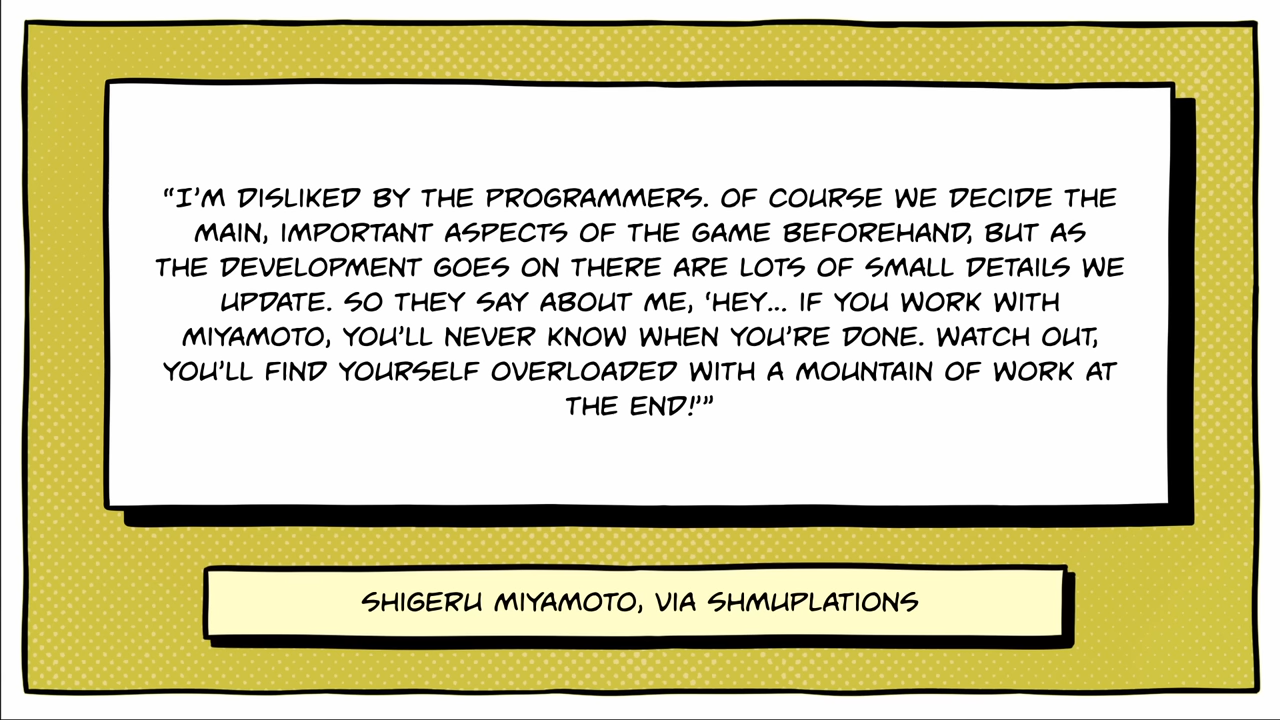 “I’M DISLIKED BY THE PROGRAMMERS. OF COURSE WE DECIDE THE
MAIN, IMPORTANT ASPECTS OF THE GAME BEFOREHAND, BUT AS
THE DEVELOPMENT GOES ON THERE ARE LOTS OF SMALL DETAILS WE
UPDATE. SO THEY SAY ABOUT ME, ‘HEY... IF YOU WORK WITH
MIYAMOTO, YOU’LL NEVER KNOW WHEN YOU’RE DONE. WATCH OUT,
YOU’LL FIND YOURSELF OVERLOADED WITH A MOUNTAIN OF WORK AT
THE END!’”
SHIGERU MIYAMOTO, VIA SHMUPLATIONS